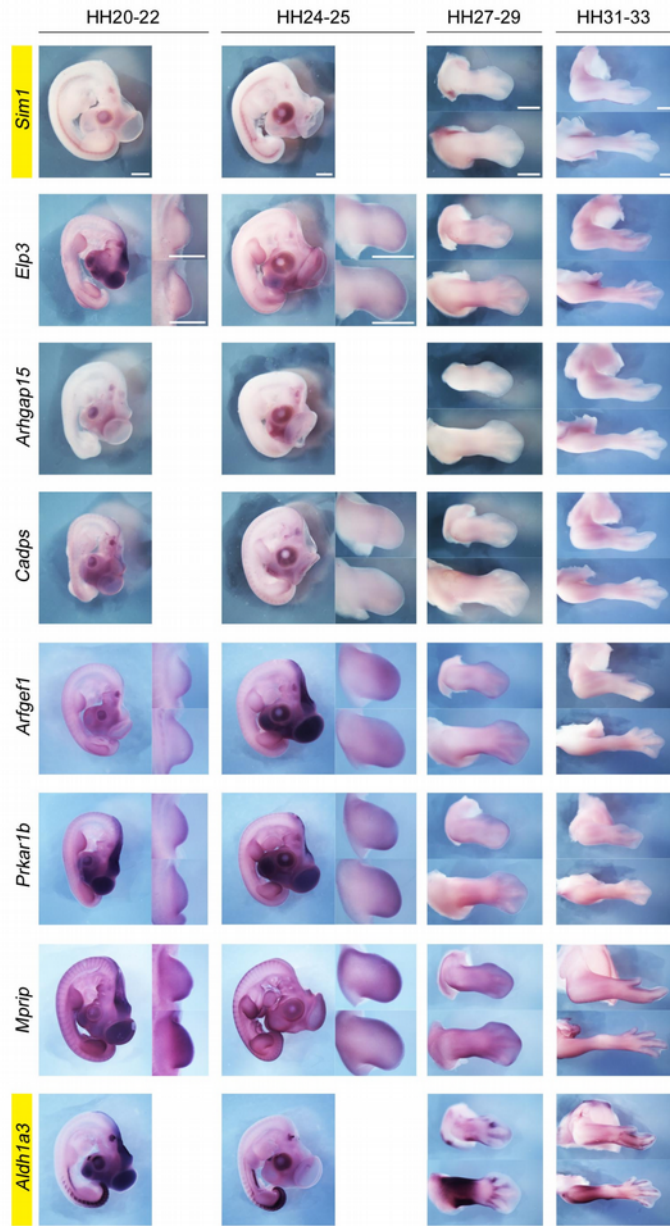 HH20-22 HH24-25 HH27-29 HH31-33
Sim1
Elp3
Arhgap15
Cadps
Arfgef1
Prkar1b
Mprip
Aldh1a3